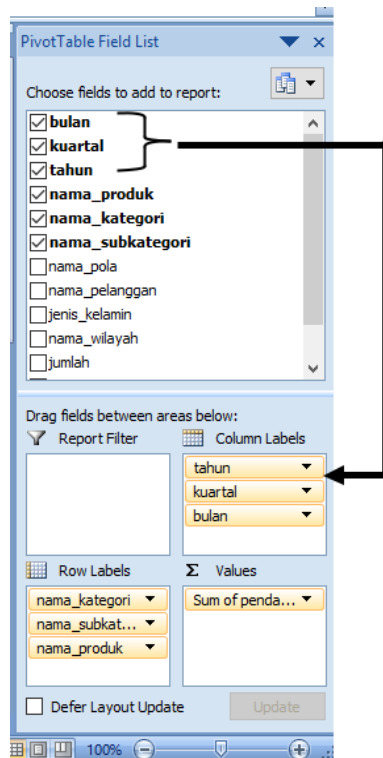 PivotTable Field List
Choose fields to add to report:
bulan
kuartal
tahun
nama_produk
nama_kategori
nama_subkategori
nama_pola
nama_pelanggan
jenis_kelamin
nama_wilayah
jumlah
Drag fields between areas below:
Report Filter
Column Labels
tahun
kuartal
bulan
Row Labels
Σ Values
nama_kategori
nama_subkat...
nama_produk
Sum of penda...
Defer Layout Update
Update
100%